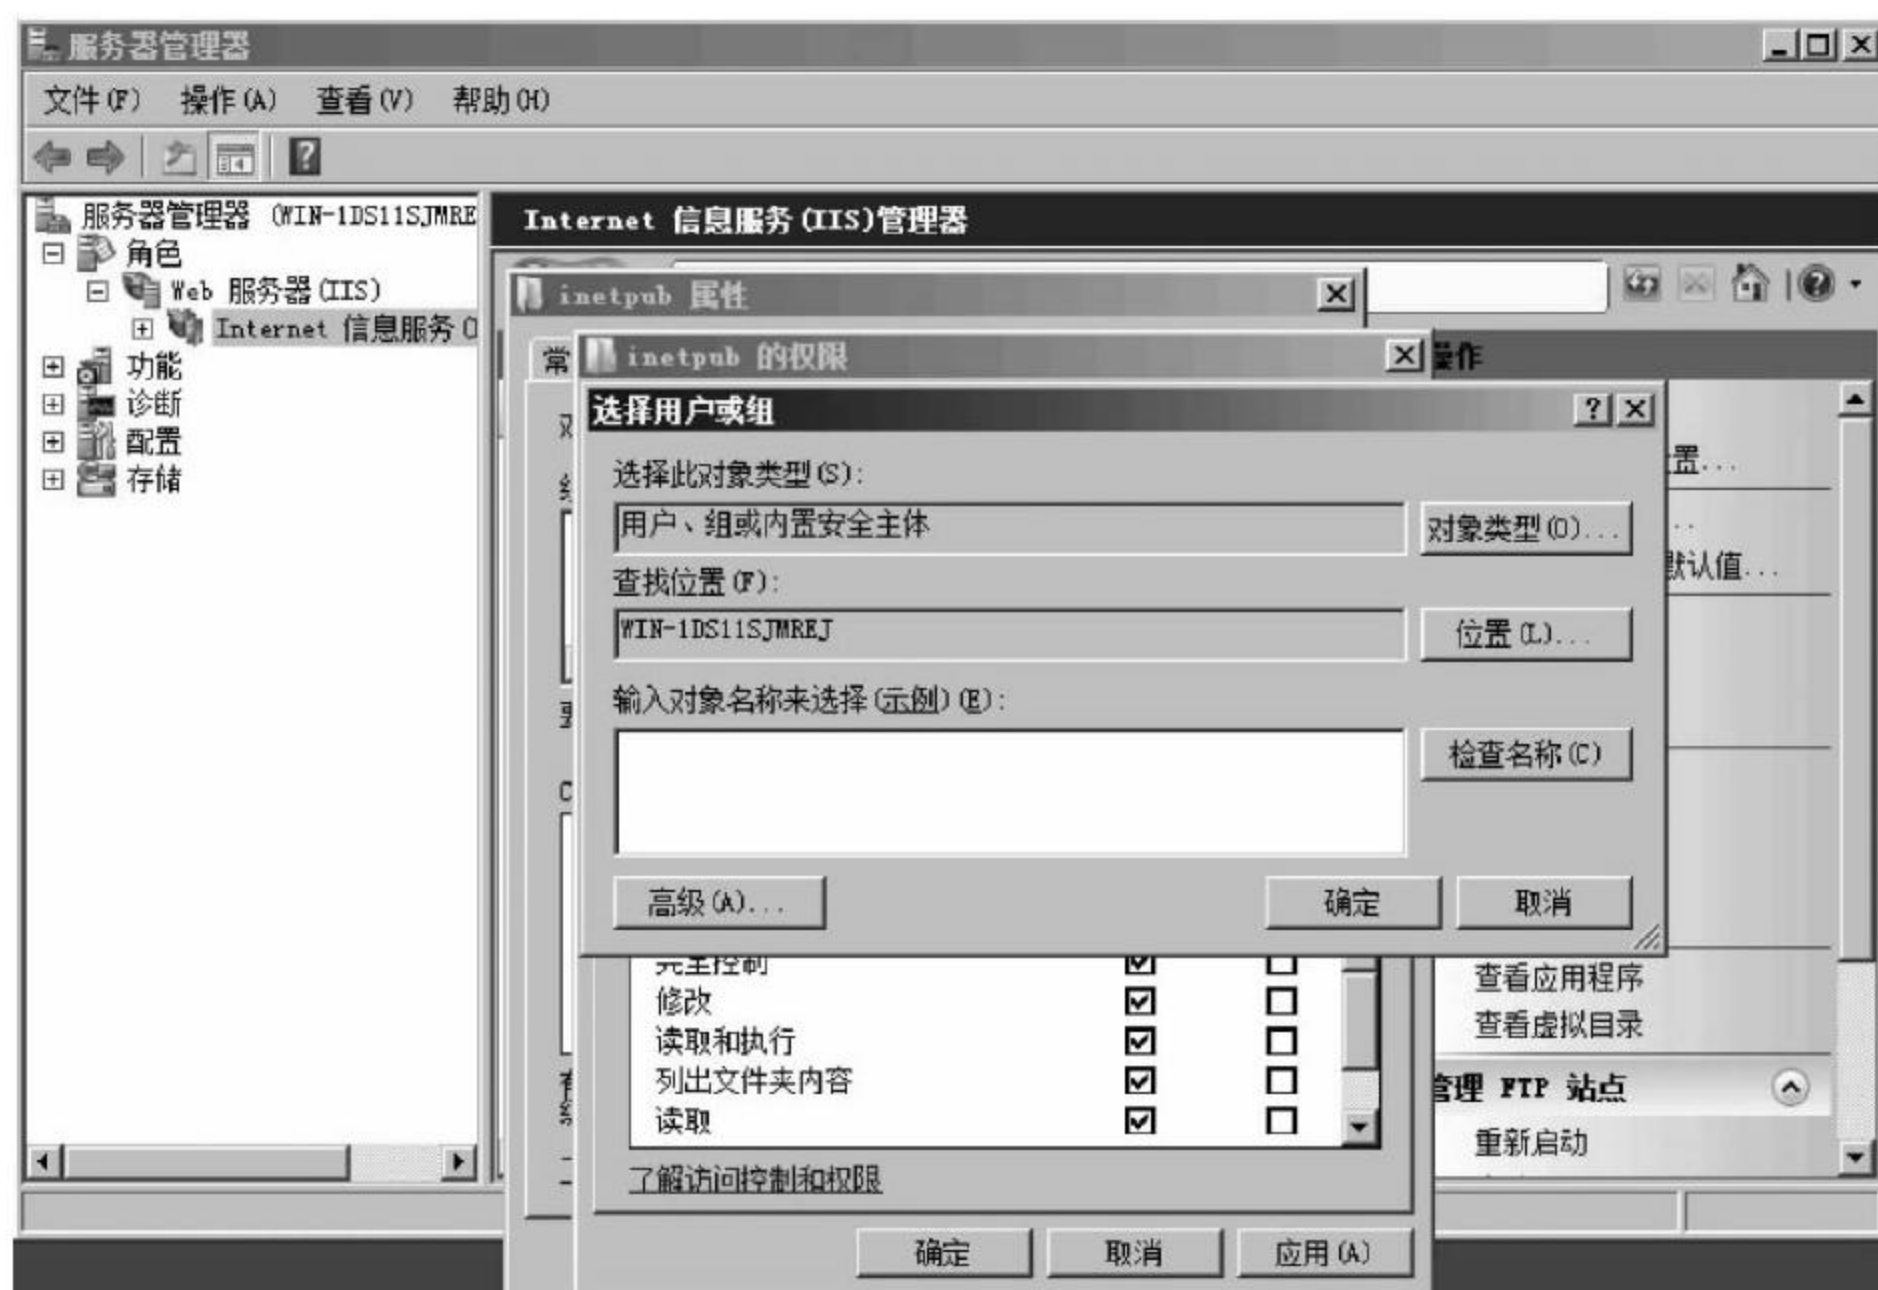 服务器管理器
文件(F) 操作(A) 查看(V) 帮助(H)
服务器管理器 (WIN-1DS11SJMRE
角色
Web 服务器(IIS)
Internet 信息服务(I
功能
诊断
配置
存储
Internet 信息服务(IIS)管理器
inetpub 属性
常
inetpub 的权限
操作
选择用户或组
选择此对象类型(S):
用户、组或内置安全主体
对象类型(O)...
查找位置(F):
WIN-1DS11SJMREJ
位置(L)...
输入对象名称来选择(示例)(E):
检查名称(C)
高级(A)...
确定
取消
置...
默认值...
完全控制
修改
读取和执行
列出文件夹内容
读取
了解访问控制和权限
确定
取消
应用(A)
查看应用程序
查看虚拟目录
管理 FTP 站点
重新启动